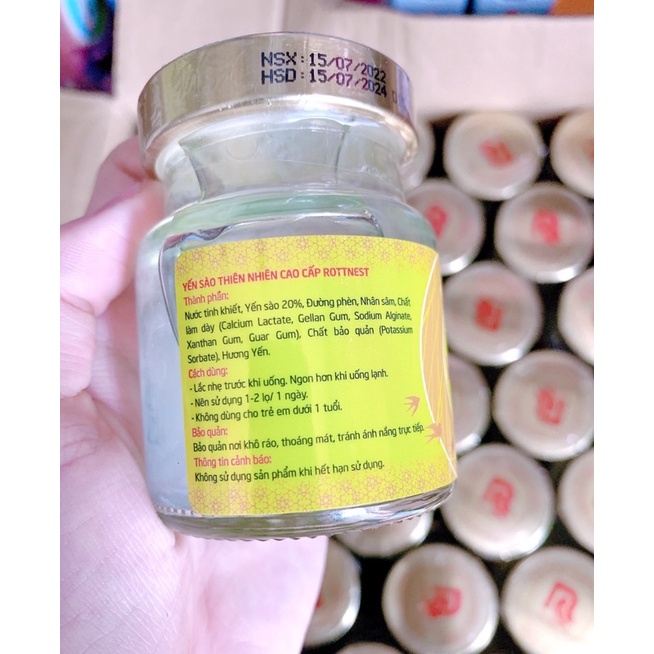 NSX: 15/07/2022
HSD: 15/07/2024
YẾN SÀO THIÊN NHIÊN CAO CẤP ROTTNEST
Thành phần:
Nước tinh khiết, Yến sào 20%, Đường phèn, Nhân sâm, Chất
làm dày (Calcium Lactate, Gellan Gum, Sodium Alginate,
Xanthan Gum, Guar Gum), Chất bảo quản (Potassium
Sorbate), Hương Yến.
Cách dùng:
- Lắc nhẹ trước khi uống. Ngon hơn khi uống lạnh.
- Nên sử dụng 1-2 lọ/ 1 ngày.
- Không dùng cho trẻ em dưới 1 tuổi.
Bảo quản:
Bảo quản nơi khô ráo, thoáng mát, tránh ánh nắng trực tiếp.
Thông tin cảnh báo:
Không sử dụng sản phẩm khi hết hạn sử dụng.